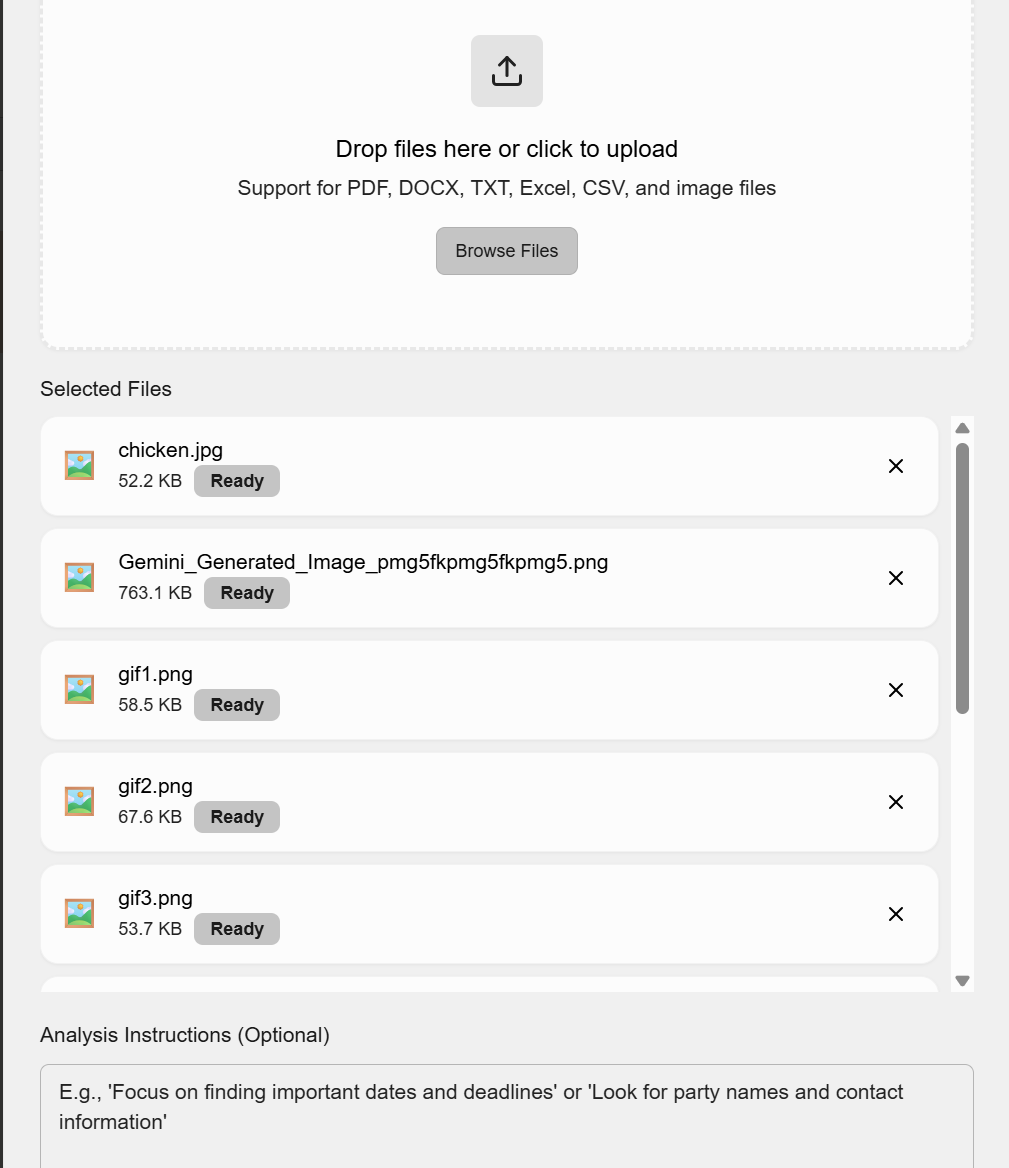 Drop files here or click to upload
Support for PDF, DOCX, TXT, Excel, CSV, and image files
Browse Files
Selected Files
chicken.jpg
52.2 KB Ready
Gemini_Generated_Image_pmg5fkpmg5fkpmg5.png
763.1 KB Ready
gif1.png
58.5 KB Ready
gif2.png
67.6 KB Ready
gif3.png
53.7 KB Ready
Analysis Instructions (Optional)
E.g., 'Focus on finding important dates and deadlines' or 'Look for party names and contact
information'